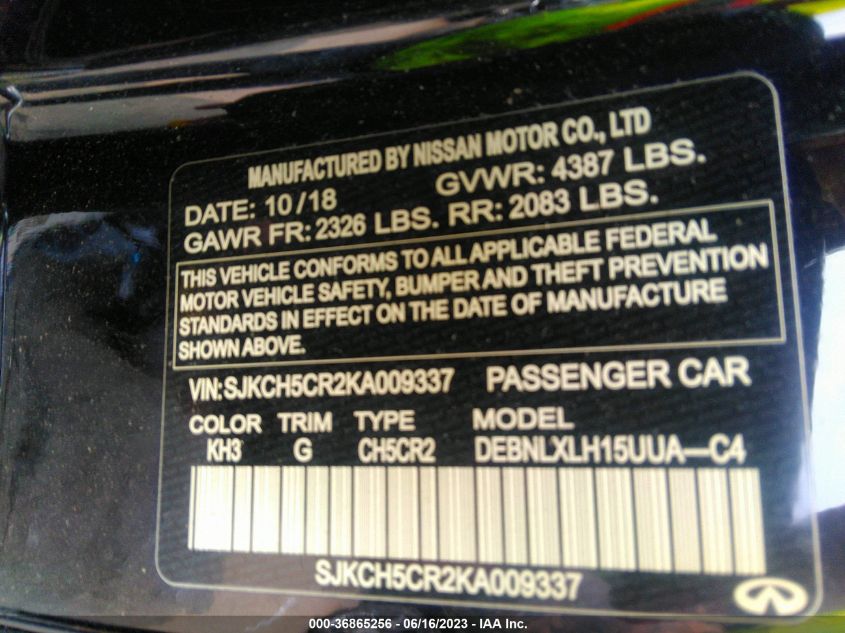 MANUFACTURED BY NISSAN MOTOR CO., LTD
DATE: 10/18 GVWR: 4387 LBS.
GAWR FR: 2326 LBS. RR: 2083 LBS.
THIS VEHICLE CONFORMS TO ALL APPLICABLE FEDERAL
MOTOR VEHICLE SAFETY, BUMPER AND THEFT PREVENTION
STANDARDS IN EFFECT ON THE DATE OF MANUFACTURE
SHOWN ABOVE.
VIN: SJKCH5CR2KA009337 PASSENGER CAR
COLOR TRIM TYPE MODEL
KH3 G CH5CR2 DEBNLXLH15UUA—C4
SJKCH5CR2KA009337
000-36865256 - 06/16/2023 - IAA Inc.